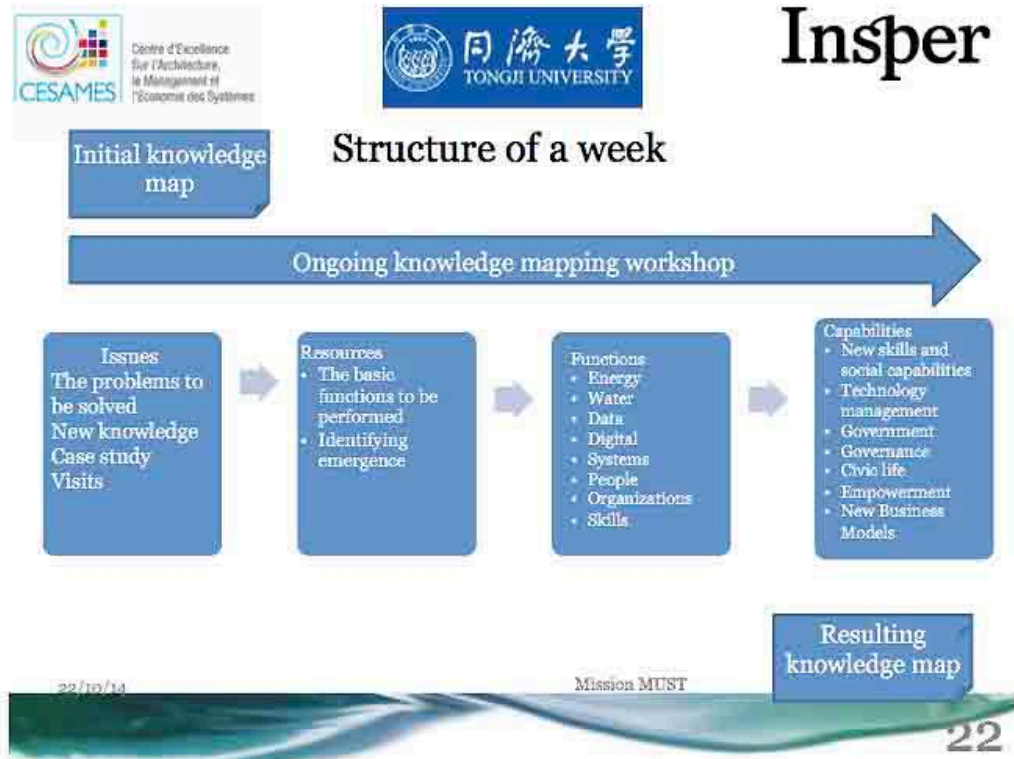 CESAMES
Centre d'Excellence
Sur l'Architecture,
le Management et
l'Economie des Systèmes
同濟大學
TONGJI UNIVERSITY
Insper
Initial knowledge
map
Structure of a week
Ongoing knowledge mapping workshop
Issues
The problems to
be solved
New knowledge
Case study
Visits
Resources
• The basic
functions to be
performed
• Identifying
emergence
Functions
• Energy
• Water
• Data
• Digital
• Systems
• People
• Organizations
• Skills
Capabilities
• New skills and
social capabilities
• Technology
management
• Government
• Governance
• Civic life
• Empowerment
• New Business
Models
Resulting
knowledge map
22/10/14
Mission MUST
22